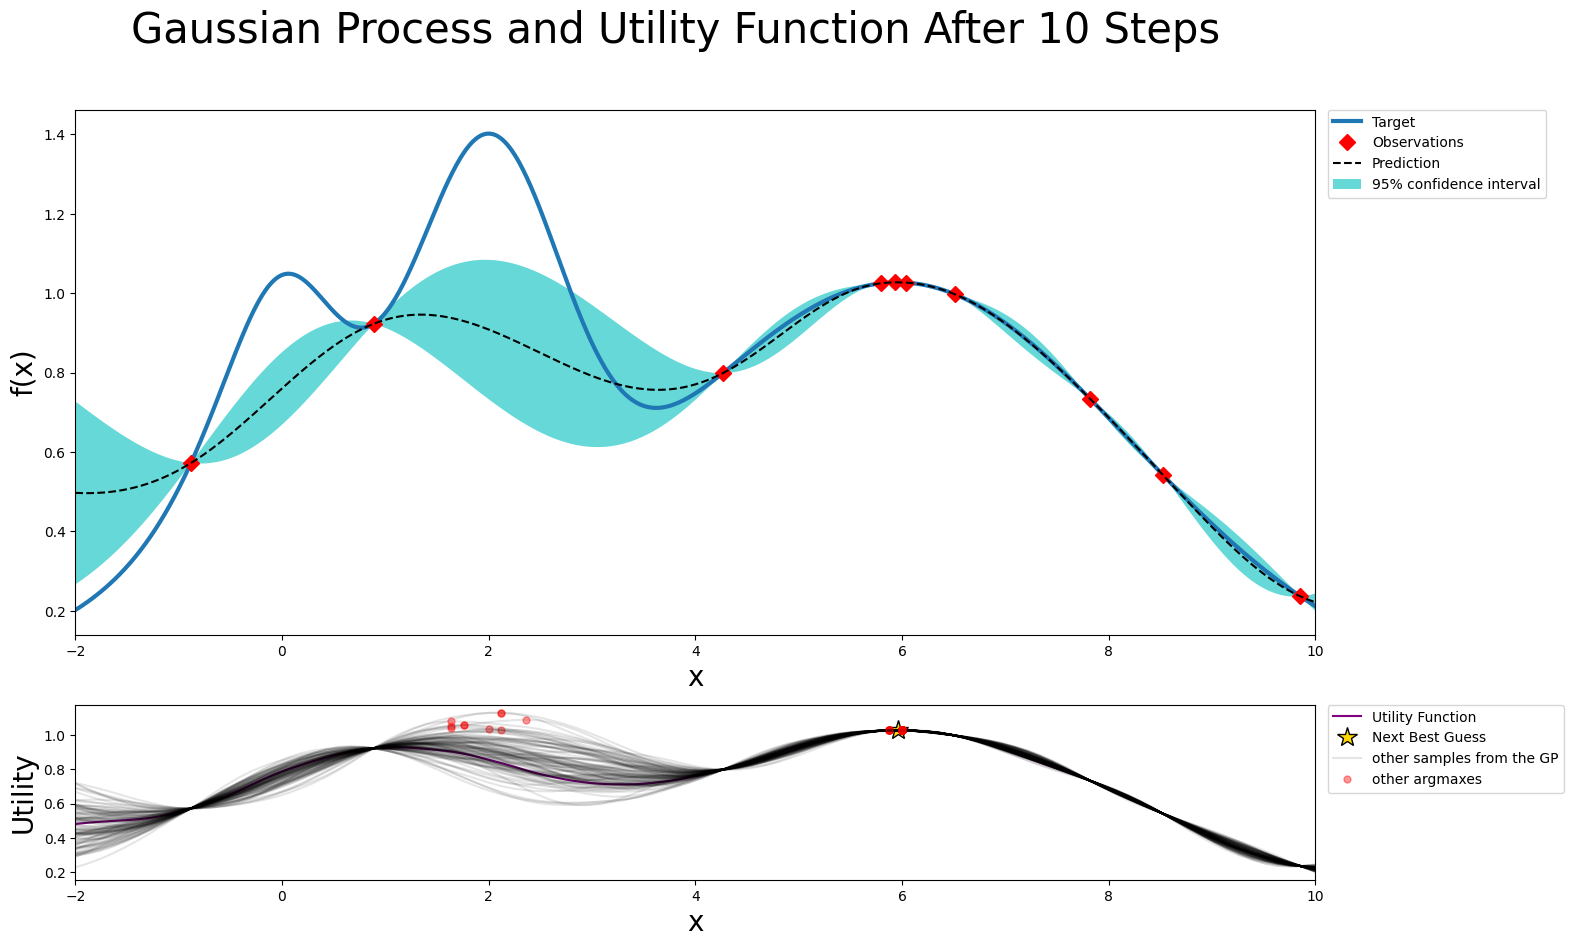 Gaussian Process and Utility Function After 10 Steps
f(x)
1.4
1.2
1.0
0.8
0.6
0.4
0.2
−2 0 2 4 6 8 10
x
Target
Observations
Prediction
95% confidence interval
Utility
1.0
0.8
0.6
0.4
0.2
−2 0 2 4 6 8 10
x
Utility Function
Next Best Guess
other samples from the GP
other argmaxes